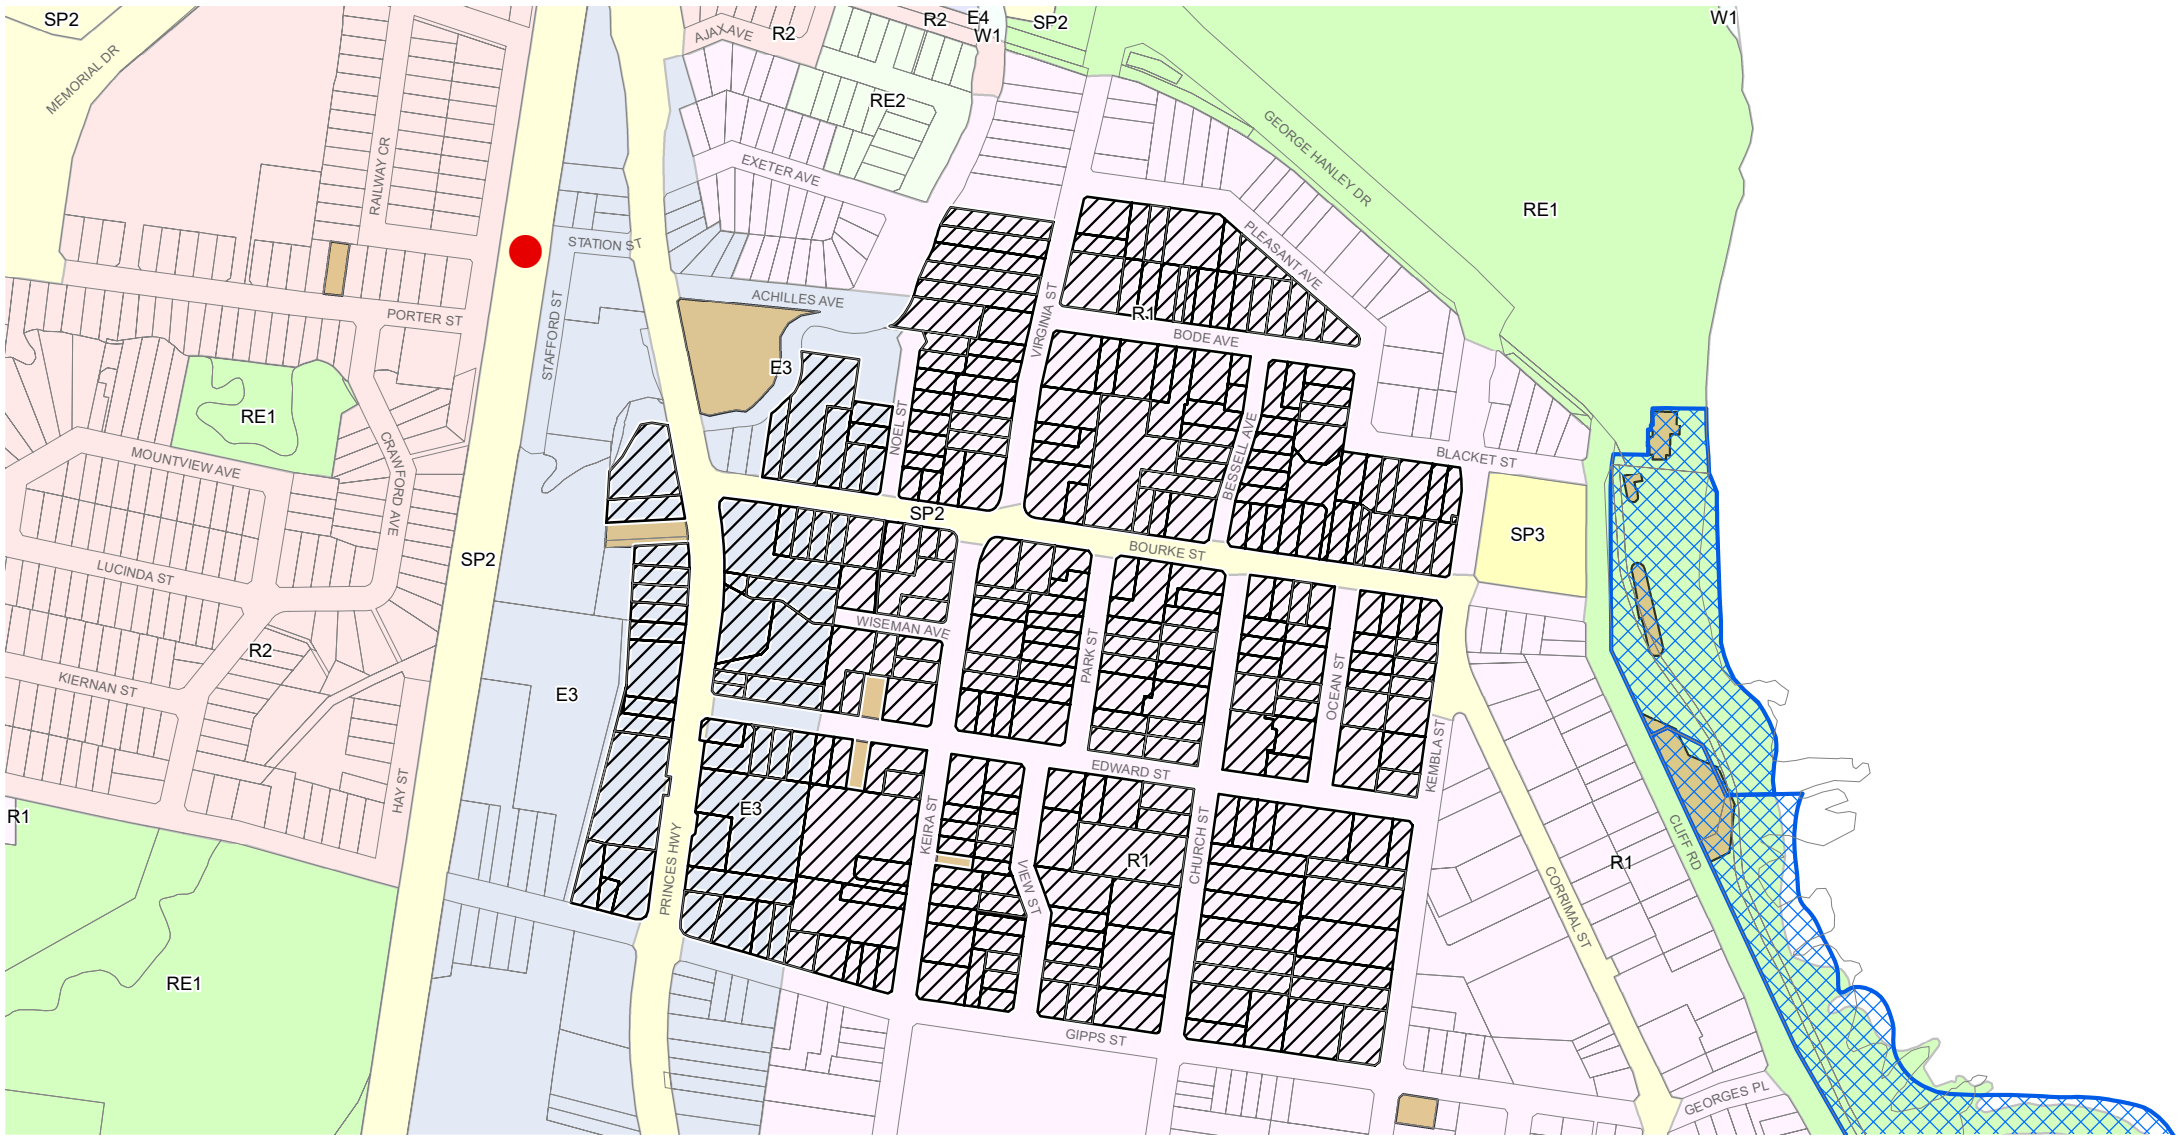 SP2
R2
E4
SP2
W1
W1
AJAX AVE
R2
MEMORIAL DR
RE2
RAILWAY CR
EXETER AVE
GEORGE HANLEY DR
RE1
STATION ST
PLEASANT AVE
ACHILLES AVE
PORTER ST
R1
VIRGINIA ST
BODE AVE
STAFFORD ST
E3
RE1
NOEL ST
MOUNTVIEW AVE
CRAWFORD AVE
BESSELL AVE
BLACKET ST
SP2
SP3
BOURKE ST
SP2
LUCINDA ST
WISEMAN AVE
R2
PARK ST
KIERNAN ST
E3
OCEAN ST
KEMBLA ST
EDWARD ST
HAY ST
R1
E3
KEIRA ST
CHURCH ST
CLIFF RD
R1
R1
PRINCES HWY
VIEW ST
CORRIMAL ST
RE1
GIPPS ST
GEORGES PL